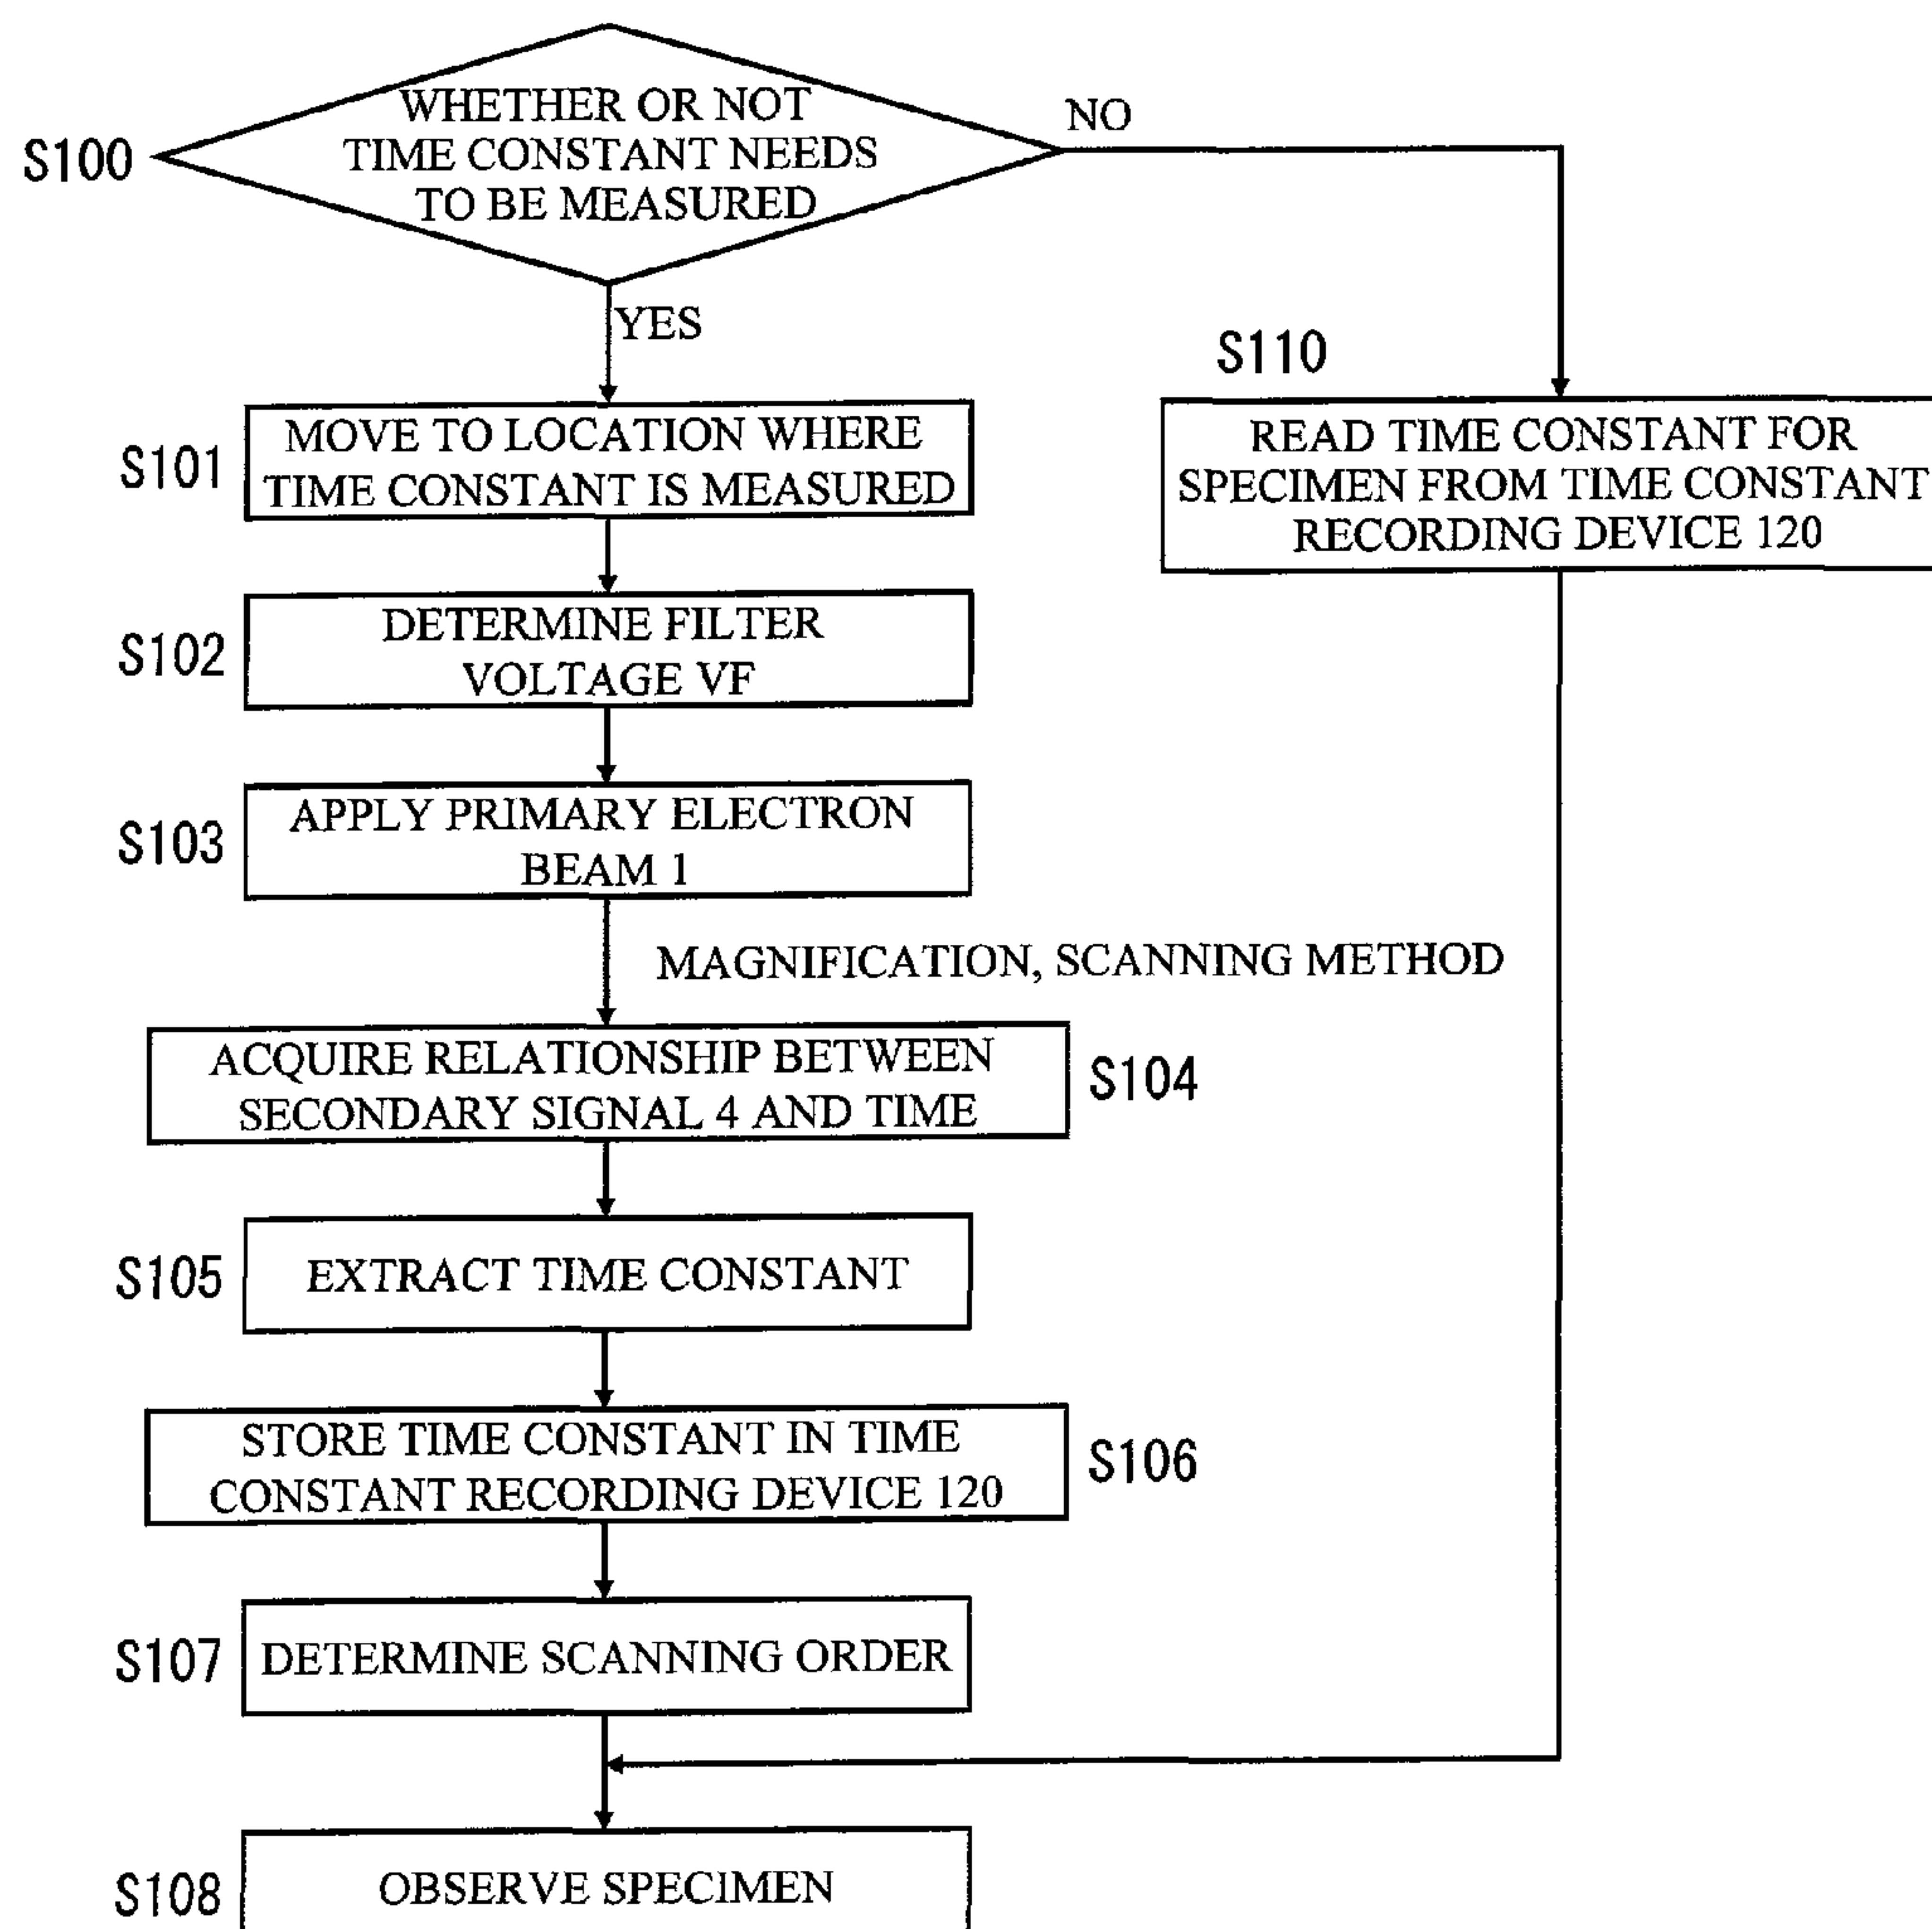 WHETHER OR NOT
TIME CONSTANT NEEDS
TO BE MEASURED
S100
NO
YES
S110
READ TIME CONSTANT FOR
SPECIMEN FROM TIME CONSTANT
RECORDING DEVICE 120
S101
MOVE TO LOCATION WHERE
TIME CONSTANT IS MEASURED
S102
DETERMINE FILTER
VOLTAGE VF
S103
APPLY PRIMARY ELECTRON
BEAM 1
MAGNIFICATION, SCANNING METHOD
ACQUIRE RELATIONSHIP BETWEEN
SECONDARY SIGNAL 4 AND TIME
S104
S105
EXTRACT TIME CONSTANT
STORE TIME CONSTANT IN TIME
CONSTANT RECORDING DEVICE 120
S106
S107
DETERMINE SCANNING ORDER
S108
OBSERVE SPECIMEN